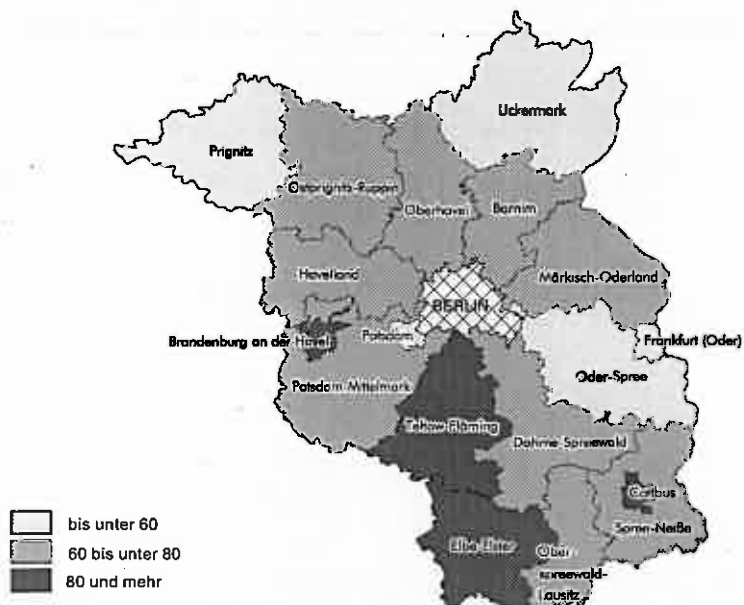 Uckermark
Prignitz
Ostprignitz-Ruppin
Oberhavel
Barnim
Havelland
Märkisch-Oderland
BERLIN
Brandenburg an der Havel
Potsdam
Frankfurt (Oder)
Oder-Spree
Potsdam-Mittelmark
Teltow-Fläming
Dahme-Spreewald
Cottbus
Spree-Neiße
Elbe-Elster
Ober-
spreewald-
Lausitz
bis unter 60
60 bis unter 80
80 und mehr